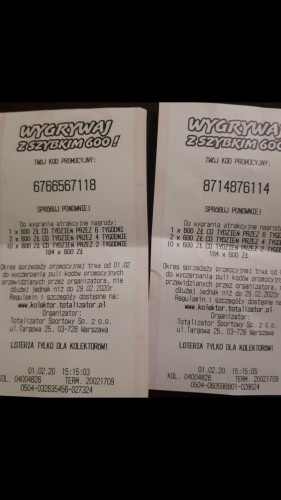 WYGRYWAJ
Z SZYBKIM 600!
TWÓJ KOD PROMOCYJNY:
6766567118
SPRÓBUJ PONOWNIE!
Do wygrania atrakcyjne nagrody:
1 x 600 ZŁ CO TYDZIEŃ PRZEZ 6 TYGODNI
2 x 600 ZŁ CO TYDZIEŃ PRZEZ 4 TYGODNIE
10 x 600 ZŁ CO TYDZIEŃ PRZEZ 2 TYGODNIE
184 x 600 ZŁ
Okres sprzedaży promocyjnej trwa od 01.02
do wyczerpania puli kodów promocyjnych
przewidzianych przez organizatora, nie
dłużej jednak niż do 29.02.2020r.
Regulamin i szczegóły dostępne na:
www.kolektor.totalizator.pl
Organizator:
Totalizator Sportowy Sp. z o.o.
ul.Targowa 25, 03-728 Warszawa
LOTERIA TYLKO DLA KOLEKTORÓW!
01.02.20 15:15:03
KOL. 04004826 TERM. 20021709
0504-032635456-027324
WYGRYWAJ
Z SZYBKIM 600
TWÓJ KOD PROMOCYJNY:
8714876114
SPRÓBUJ PONOWNIE!
Do wygrania atrakcyjne nagrody:
1 x 600 ZŁ CO TYDZIEŃ PRZEZ 6
2 x 600 ZŁ CO TYDZIEŃ PRZEZ 4
10 x 600 ZŁ CO TYDZIEŃ PRZEZ 2
184 x 600 ZŁ
Okres sprzedaży promocyjnej trwa
do wyczerpania puli kodów
przewidzianych przez organizatora,
dłużej jednak niż do 29.02.2020r.
Regulamin i szczegóły dostępne na:
www.kolektor.totalizator.pl
Organizator:
Totalizator Sportowy Sp. z o.o.
ul.Targowa 25, 03-728 Warszawa
LOTERIA TYLKO DLA KOLEKTORÓW!
01.02.20 15:15:05
KOL. 04004826 TERM. 20021709
0504-060596801-028624